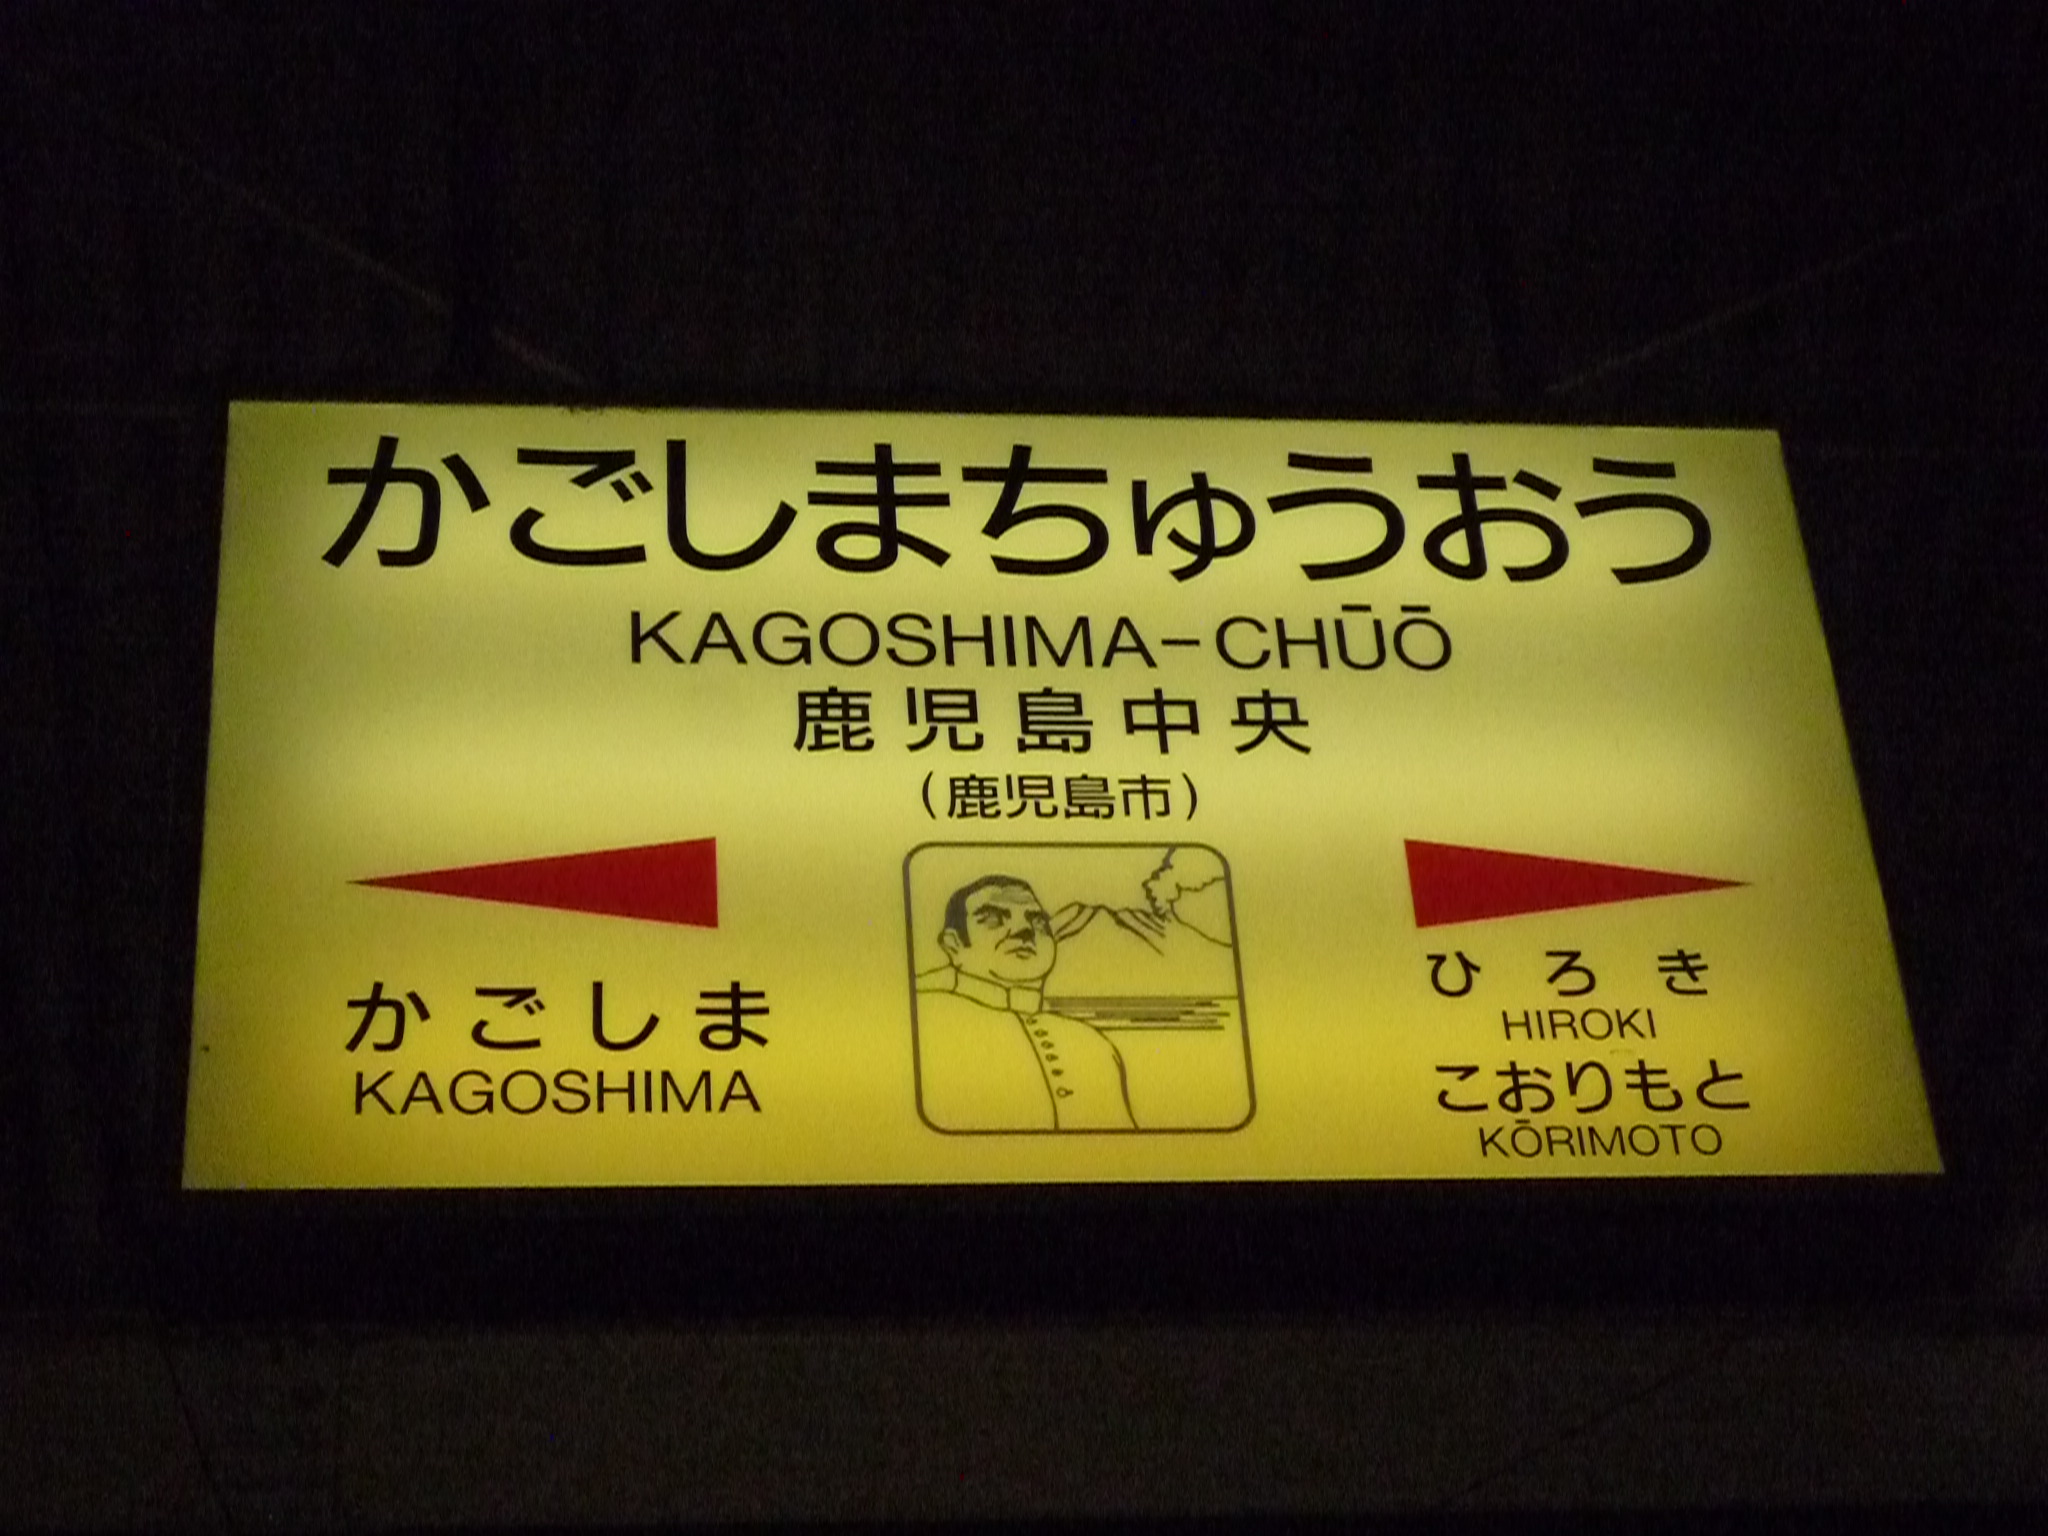 かごしまちゅうおう
KAGOSHIMA-CHŪŌ
鹿児島中央
(鹿児島市)
かごしま
KAGOSHIMA
ひろき
HIROKI
こおりもと
KŌRIMOTO